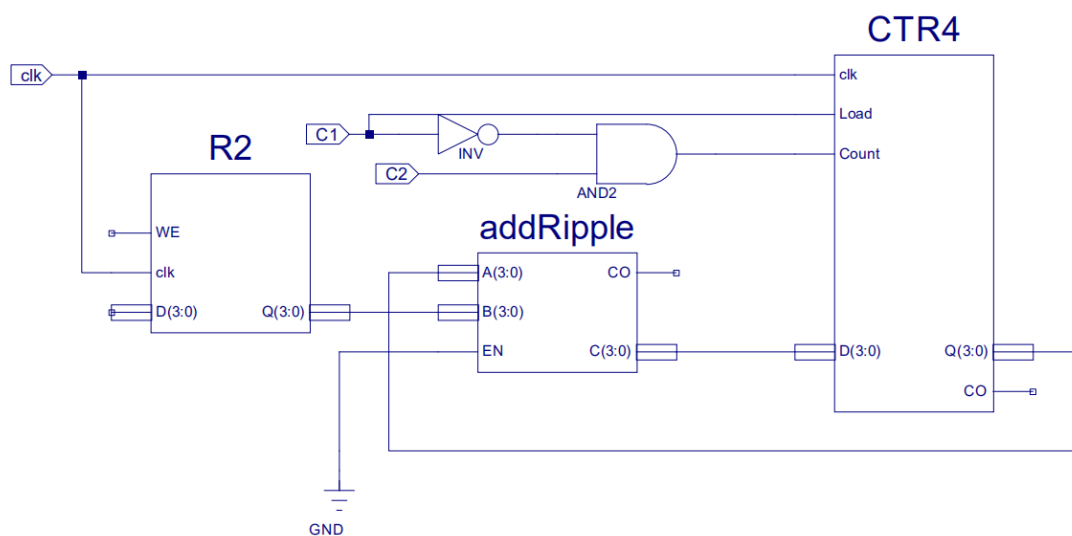 CTR4
clk
clk
Load
C1
INV
Count
C2
AND2
R2
WE
clk
D(3:0)
Q(3:0)
addRipple
A(3:0)
CO
B(3:0)
EN
C(3:0)
D(3:0)
Q(3:0)
CO
GND